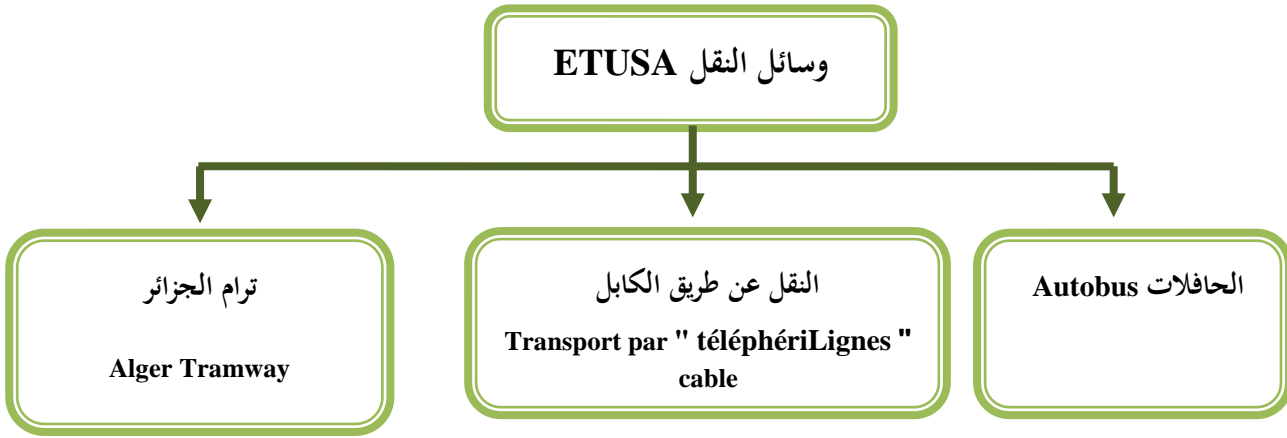 وسائل النقل ETUSA
الحافلات Autobus
النقل عن طريق الكابل
Transport par " téléphériLignes "
cable
ترام الجزائر
Alger Tramway